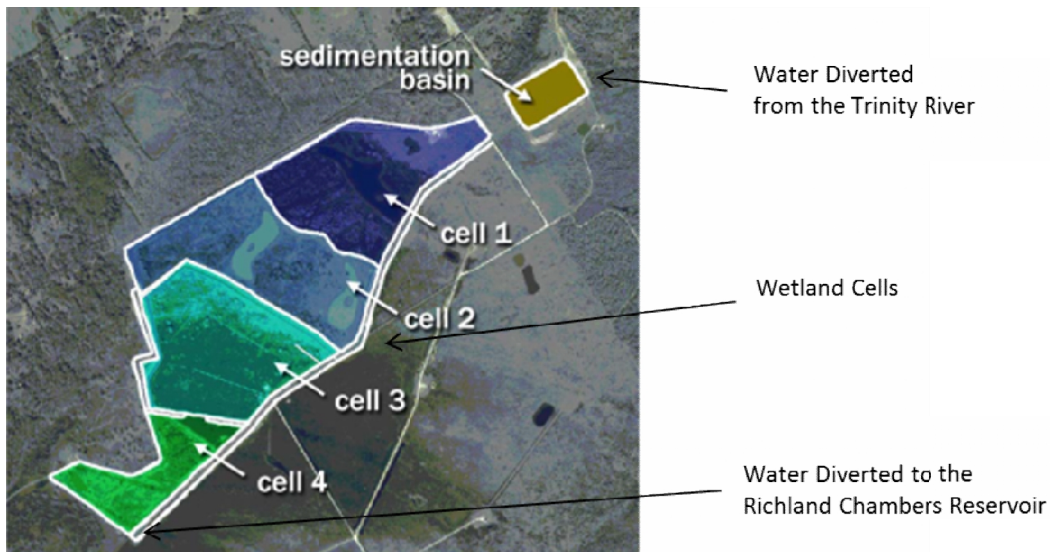 sedimentation
basin
Water Diverted
from the Trinity River
cell 1
Wetland Cells
cell 2
cell 3
cell 4
Water Diverted to the
Richland Chambers Reservoir